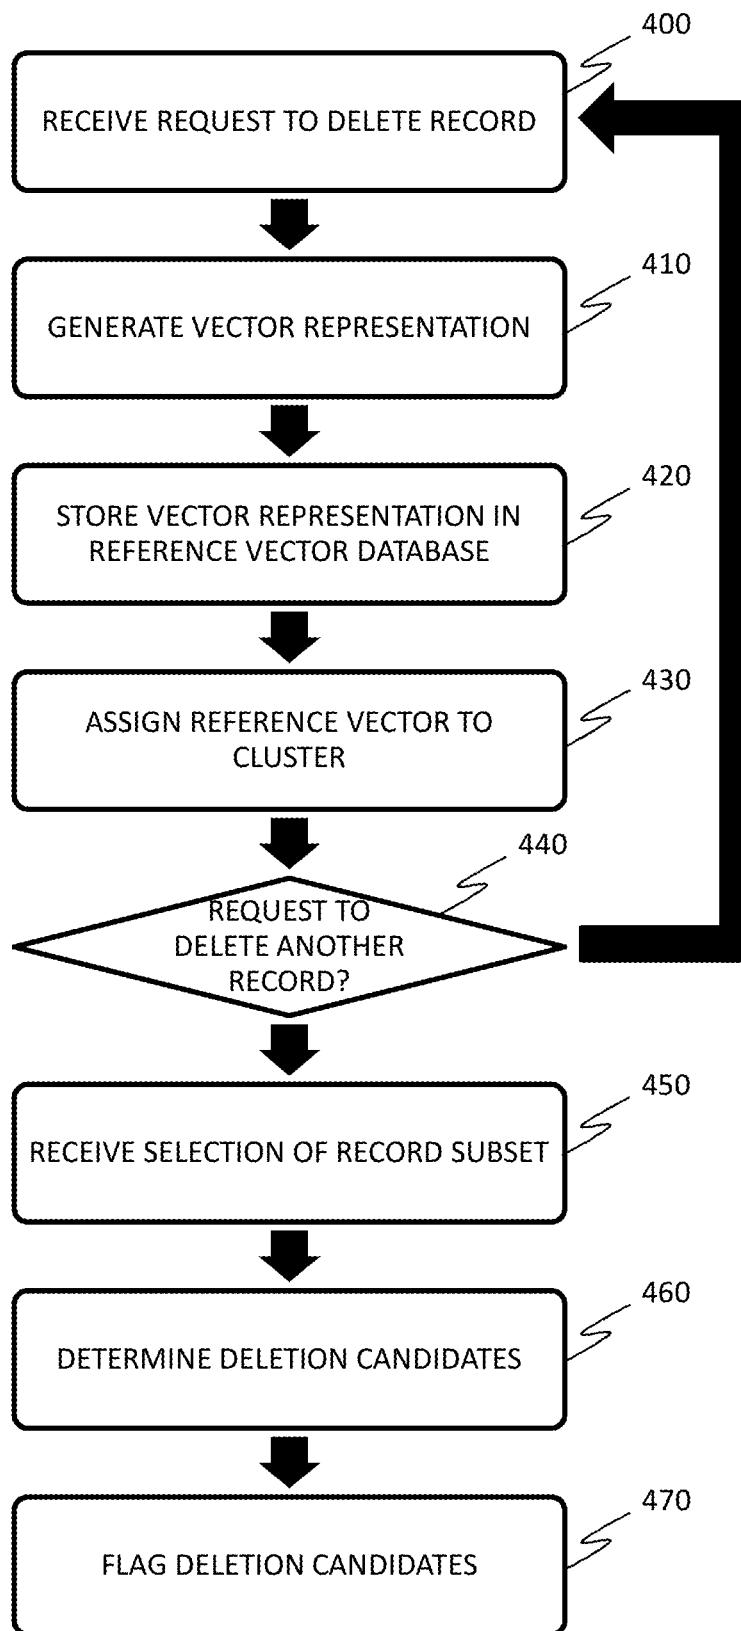 400
RECEIVE REQUEST TO DELETE RECORD
410
GENERATE VECTOR REPRESENTATION
420
STORE VECTOR REPRESENTATION IN
REFERENCE VECTOR DATABASE
430
ASSIGN REFERENCE VECTOR TO
CLUSTER
440
REQUEST TO
DELETE ANOTHER
RECORD?
450
RECEIVE SELECTION OF RECORD SUBSET
460
DETERMINE DELETION CANDIDATES
470
FLAG DELETION CANDIDATES